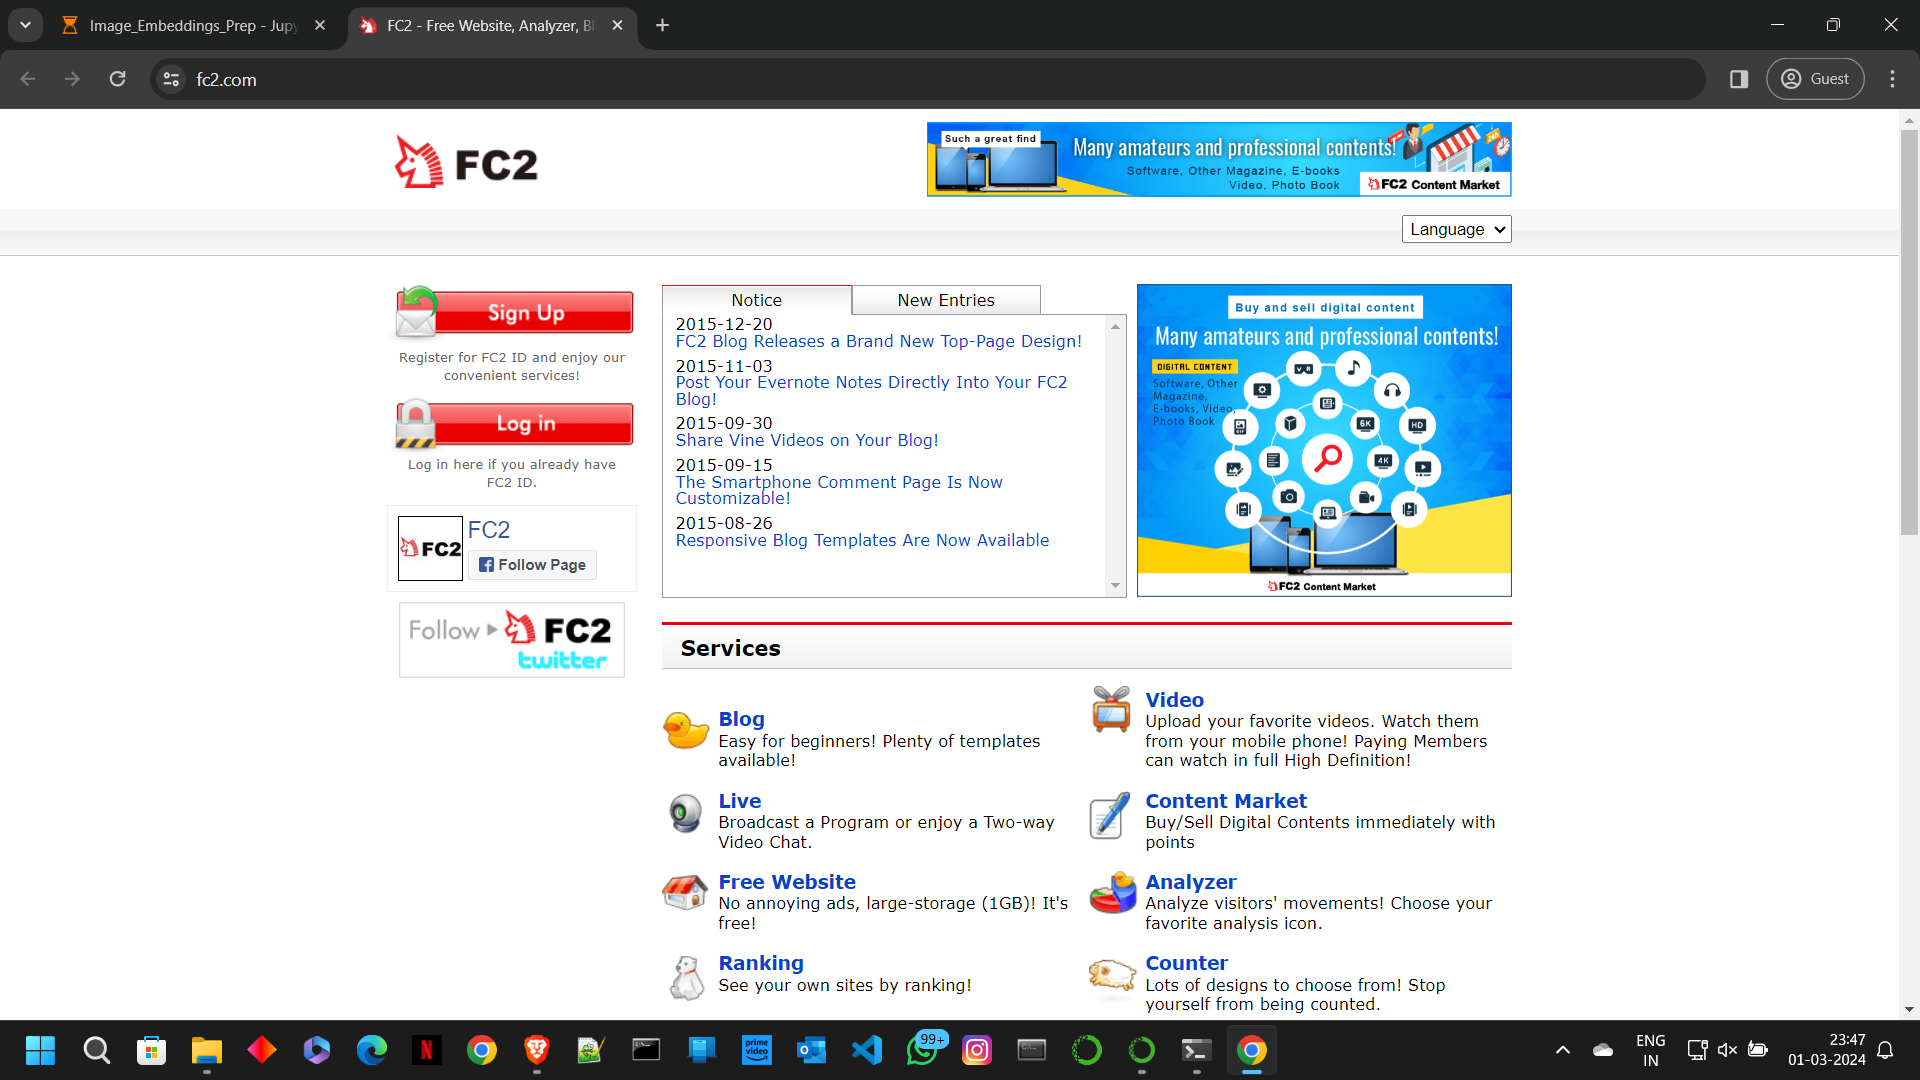 Image_Embeddings_Prep - Jupy
FC2 - Free Website, Analyzer, Bl
fc2.com
Guest
FC2
Such a great find
Many amateurs and professional contents!
Software, Other Magazine, E-books
Video, Photo Book
FC2 Content Market
Language
Sign Up
Register for FC2 ID and enjoy our
convenient services!
Log in
Log in here if you already have
FC2 ID.
FC2
FC2
Follow Page
Follow FC2
twitter
Notice
New Entries
2015-12-20
FC2 Blog Releases a Brand New Top-Page Design!
2015-11-03
Post Your Evernote Notes Directly Into Your FC2
Blog!
2015-09-30
Share Vine Videos on Your Blog!
2015-09-15
The Smartphone Comment Page Is Now
Customizable!
2015-08-26
Responsive Blog Templates Are Now Available
Buy and sell digital content
Many amateurs and professional contents!
DIGITAL CONTENT
Software, Other
Magazine,
E-books, Video,
Photo Book
VR
GIF
6K
HD
4K
FC2 Content Market
Services
Blog
Easy for beginners! Plenty of templates
available!
Video
Upload your favorite videos. Watch them
from your mobile phone! Paying Members
can watch in full High Definition!
Live
Broadcast a Program or enjoy a Two-way
Video Chat.
Content Market
Buy/Sell Digital Contents immediately with
points
Free Website
No annoying ads, large-storage (1GB)! It's
free!
Analyzer
Analyze visitors' movements! Choose your
favorite analysis icon.
Ranking
See your own sites by ranking!
Counter
Lots of designs to choose from! Stop
yourself from being counted.
N
prime
video
99+
ENG
IN
23:47
01-03-2024